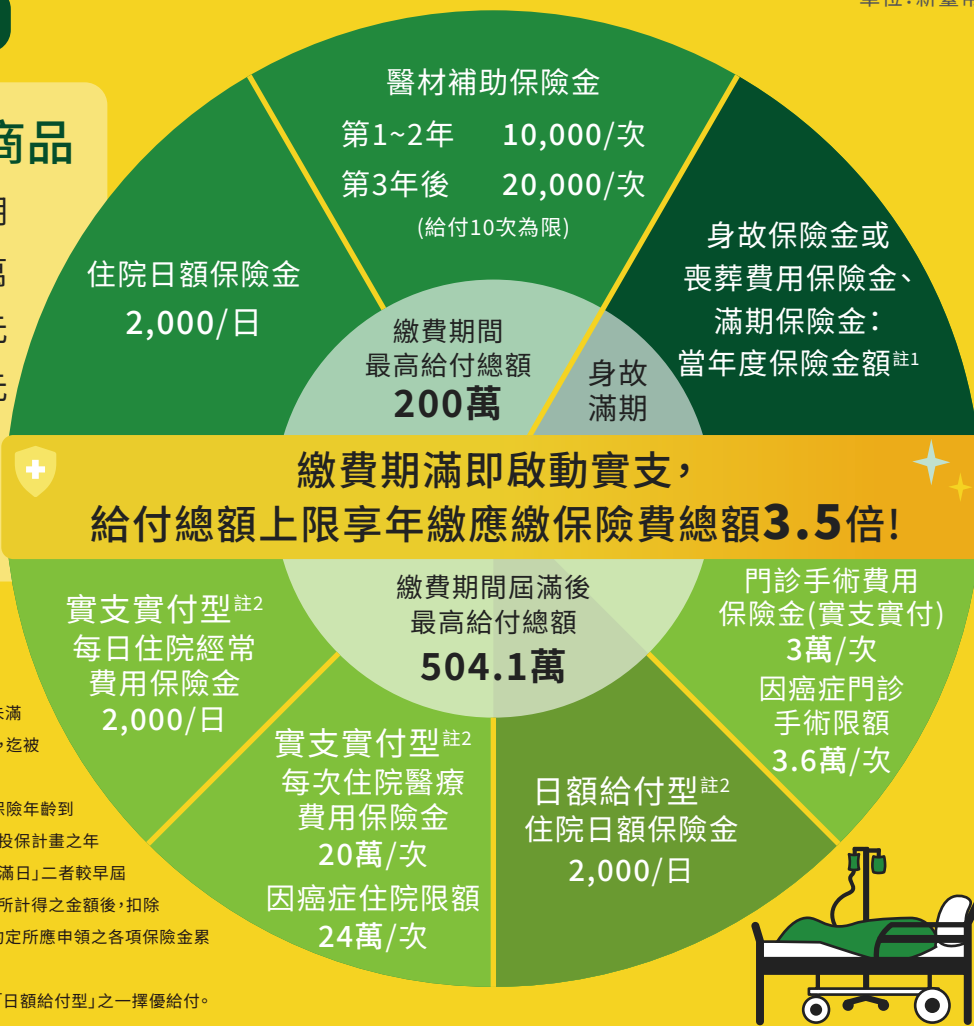 單位:新臺幣
商品
醫材補助保險金
第1~2年 10,000/次
第3年後 20,000/次
(給付10次為限)
住院日額保險金
2,000/日
身故保險金或
喪葬費用保險金、
滿期保險金:
當年度保險金額註1
繳費期間
最高給付總額
200萬
身故
滿期
繳費期滿即啟動實支,
給付總額上限享年繳應繳保險費總額3.5倍!
繳費期間屆滿後
最高給付總額
504.1萬
實支實付型註2
每日住院經常
費用保險金
2,000/日
實支實付型註2
每次住院醫療
費用保險金
20萬/次
因癌症住院限額
24萬/次
日額給付型註2
住院日額保險金
2,000/日
門診手術費用
保險金(實支實付)
3萬/次
因癌症門診
手術限額
3.6萬/次
未滿
,迄被
保險年齡到
投保計畫之年
滿日」二者較早屆
所計得之金額後,扣除
約定所應申領之各項保險金累
「日額給付型」之一擇優給付。